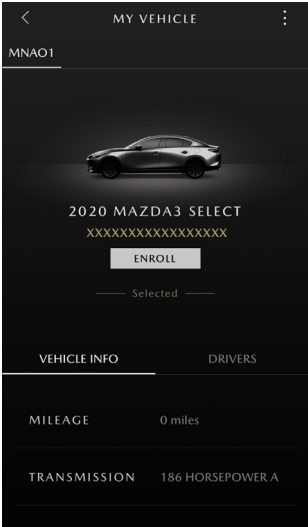 MY VEHICLE
MNAO1
2020 MAZDA3 SELECT
XXXXXXXXXXXXXXXXX
ENROLL
Selected
VEHICLE INFO DRIVERS
MILEAGE 0 miles
TRANSMISSION 186 HORSEPOWER A